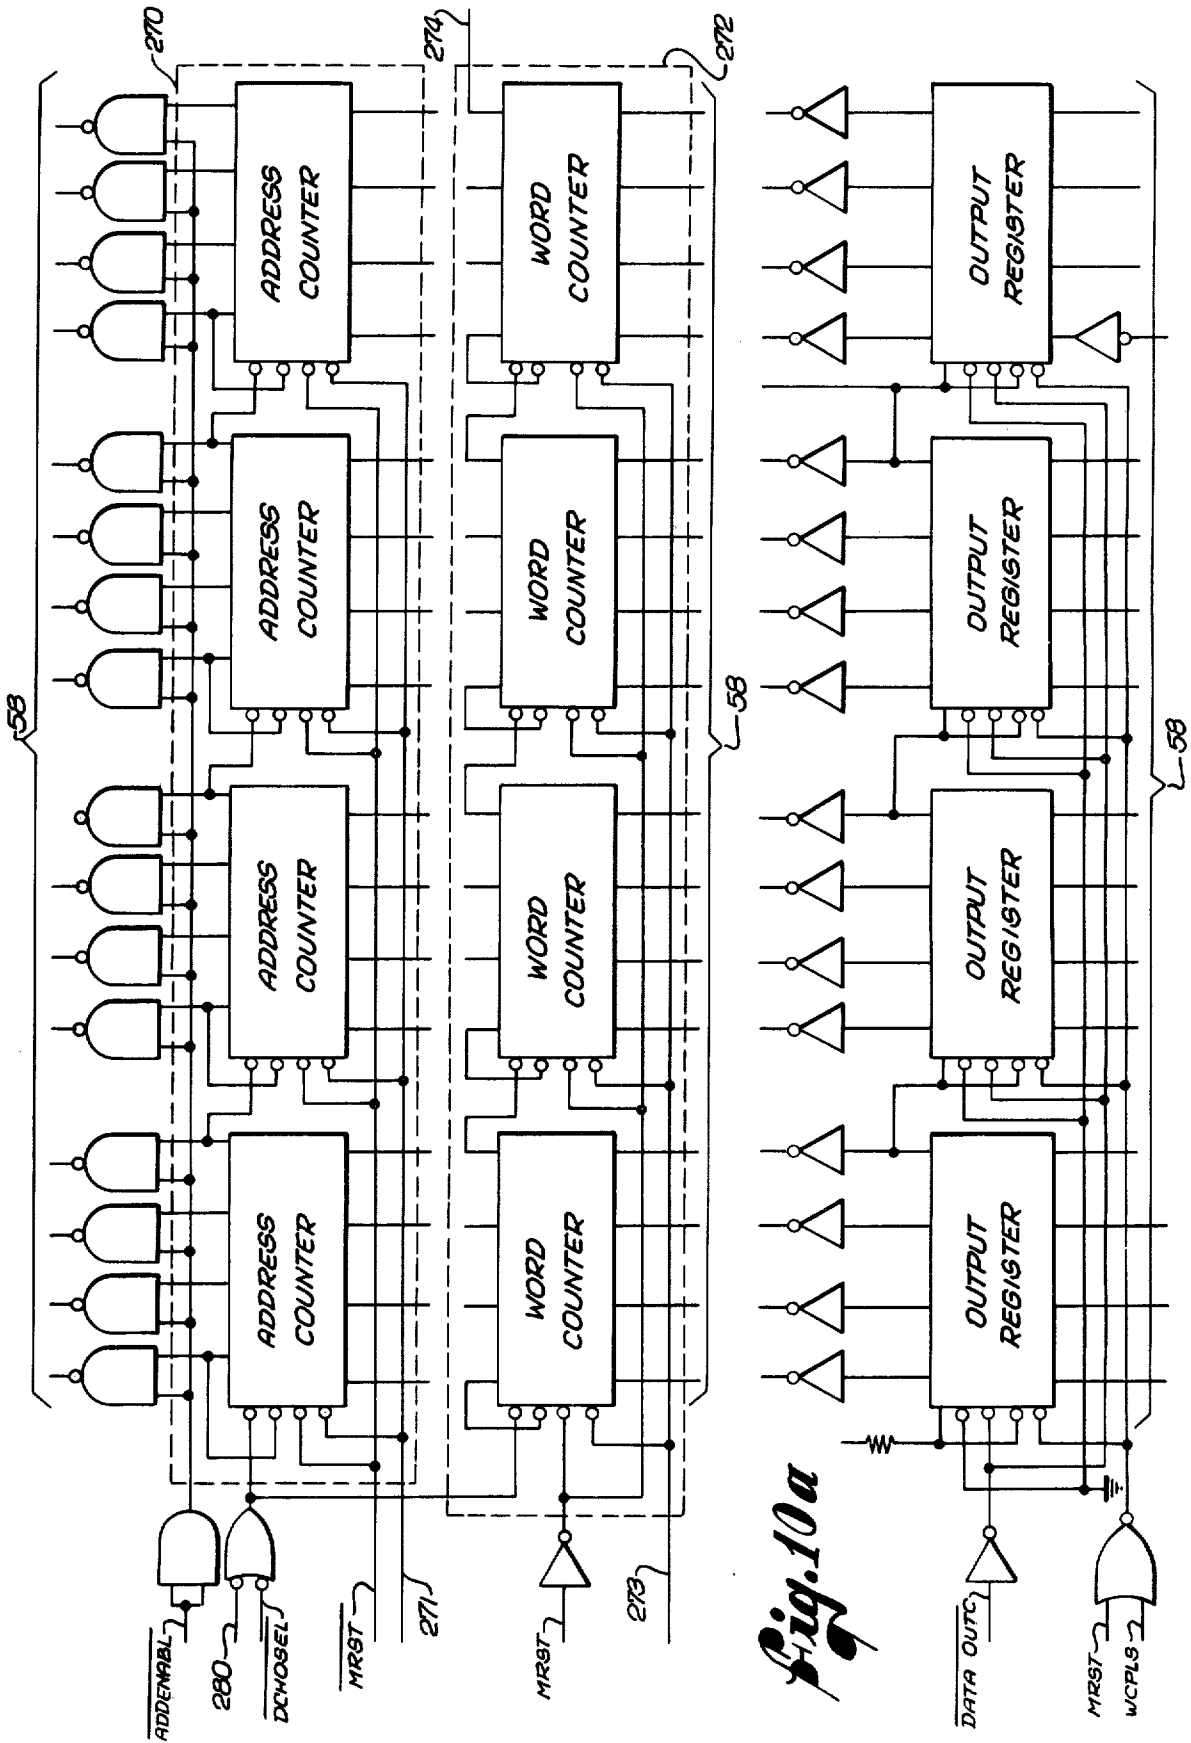 58
270
ADDRESS
COUNTER
ADDRESS
COUNTER
ADDRESS
COUNTER
ADDRESS
COUNTER
ADDENABL
280
DCHOSEL
MRST
271
274
272
WORD
COUNTER
WORD
COUNTER
WORD
COUNTER
WORD
COUNTER
58
MRST
273
Fig. 10a
OUTPUT
REGISTER
OUTPUT
REGISTER
OUTPUT
REGISTER
OUTPUT
REGISTER
58
DATA OUTC
MRST
WCPLS